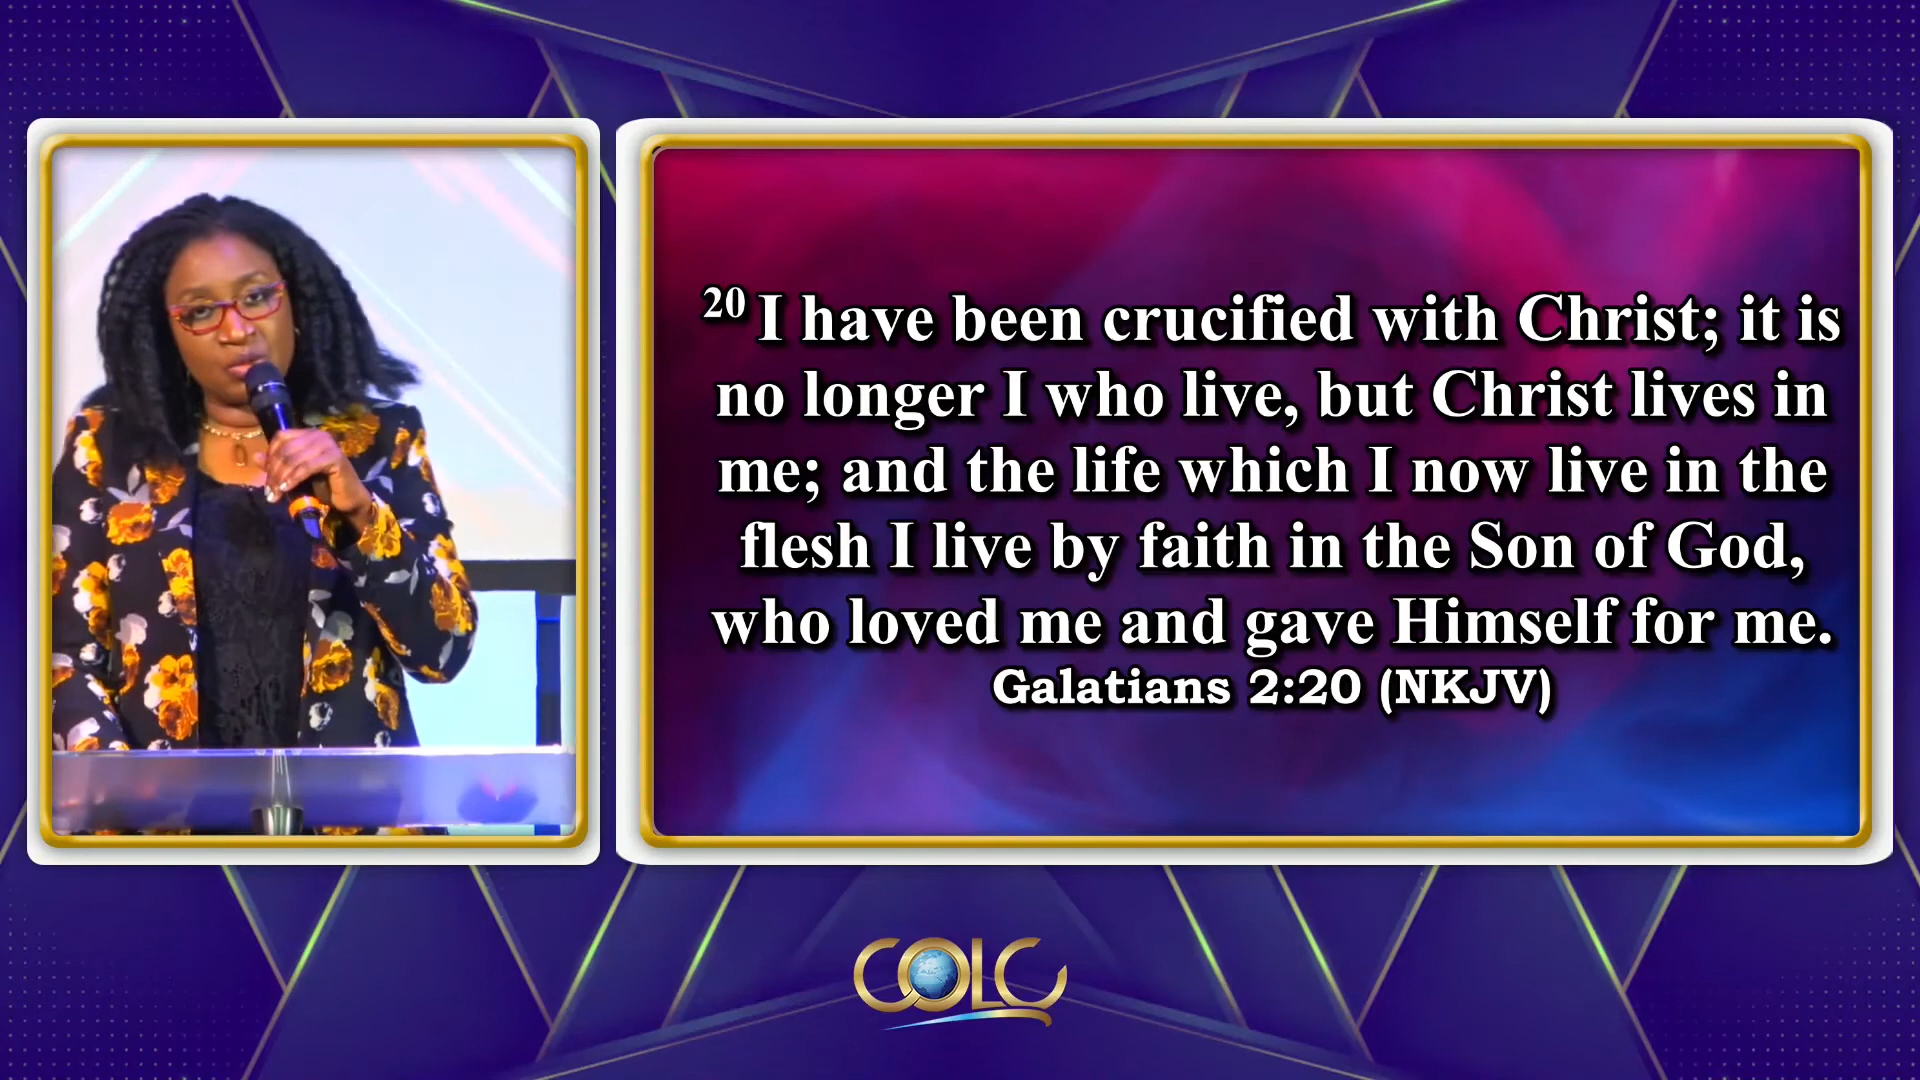 20 I have been crucified with Christ; it is
no longer I who live, but Christ lives in
me; and the life which I now live in the
flesh I live by faith in the Son of God,
who loved me and gave Himself for me.
Galatians 2:20 (NKJV)
COLC